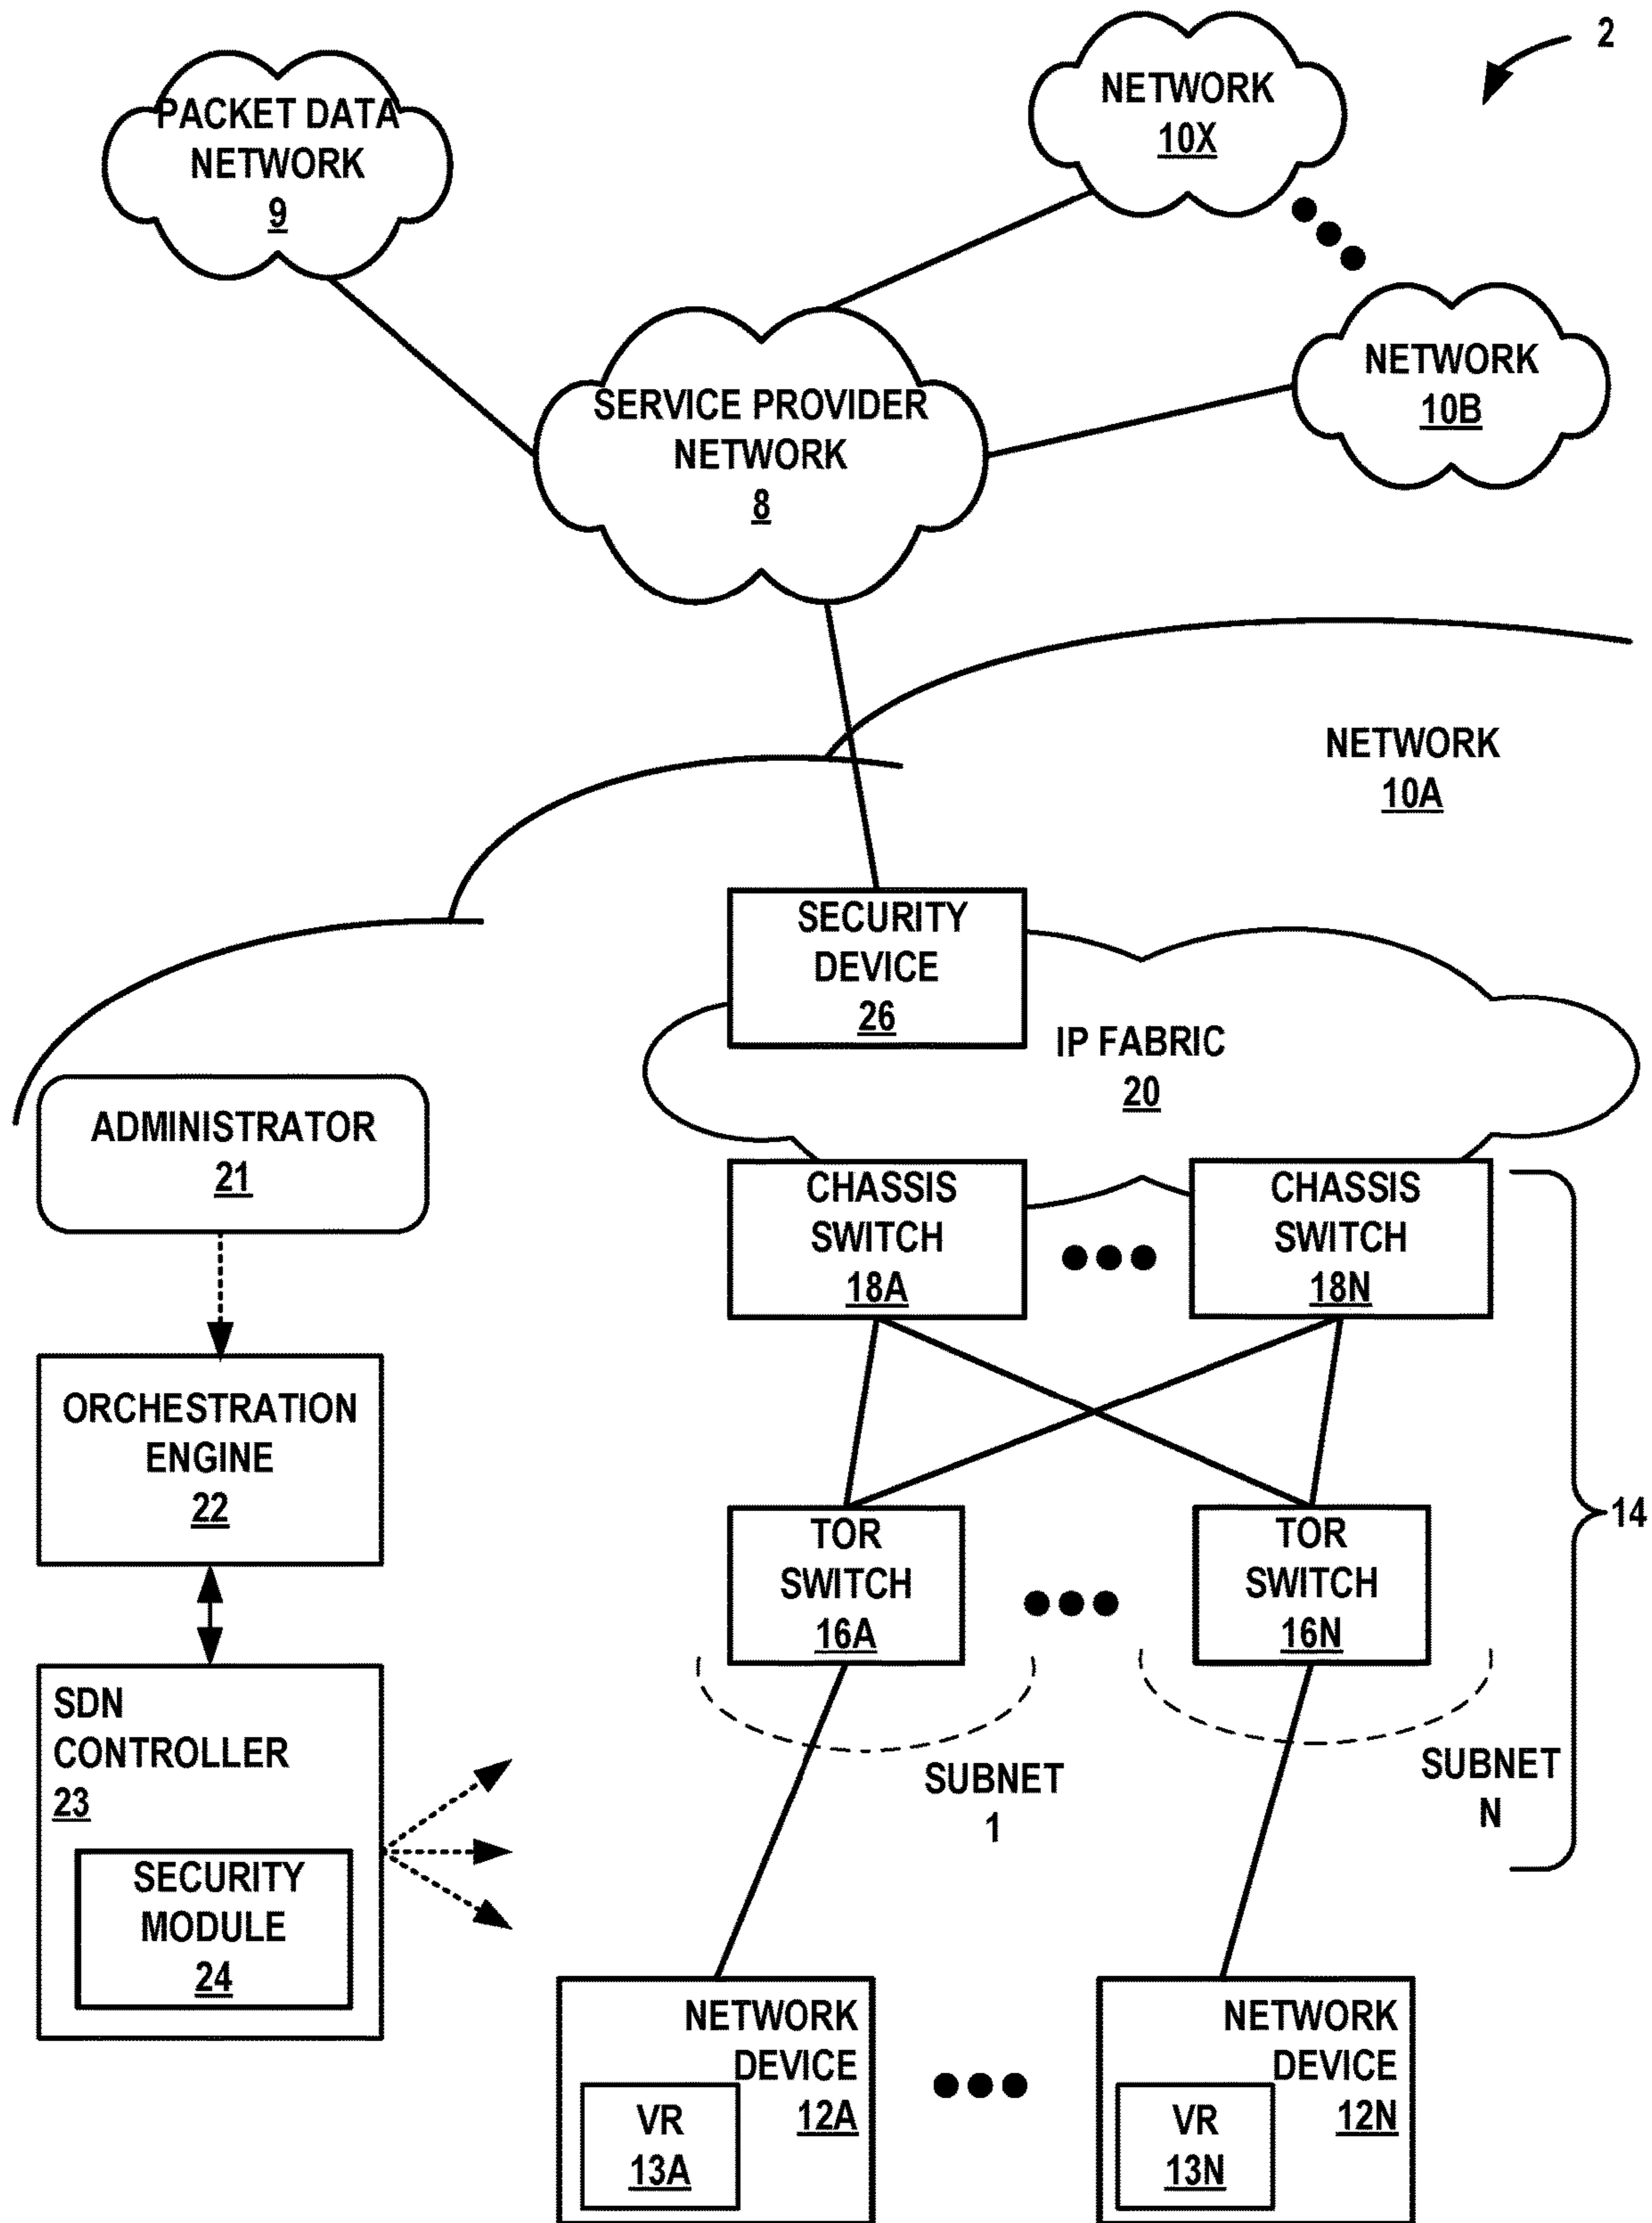 2
PACKET DATA
NETWORK
9
NETWORK
10X
NETWORK
10B
SERVICE PROVIDER
NETWORK
8
NETWORK
10A
SECURITY
DEVICE
26
IP FABRIC
20
ADMINISTRATOR
21
CHASSIS
SWITCH
18A
CHASSIS
SWITCH
18N
ORCHESTRATION
ENGINE
22
14
TOR
SWITCH
16A
TOR
SWITCH
16N
SDN
CONTROLLER
23
SUBNET
1
SUBNET
N
SECURITY
MODULE
24
NETWORK
DEVICE
12A
VR
13A
NETWORK
DEVICE
12N
VR
13N